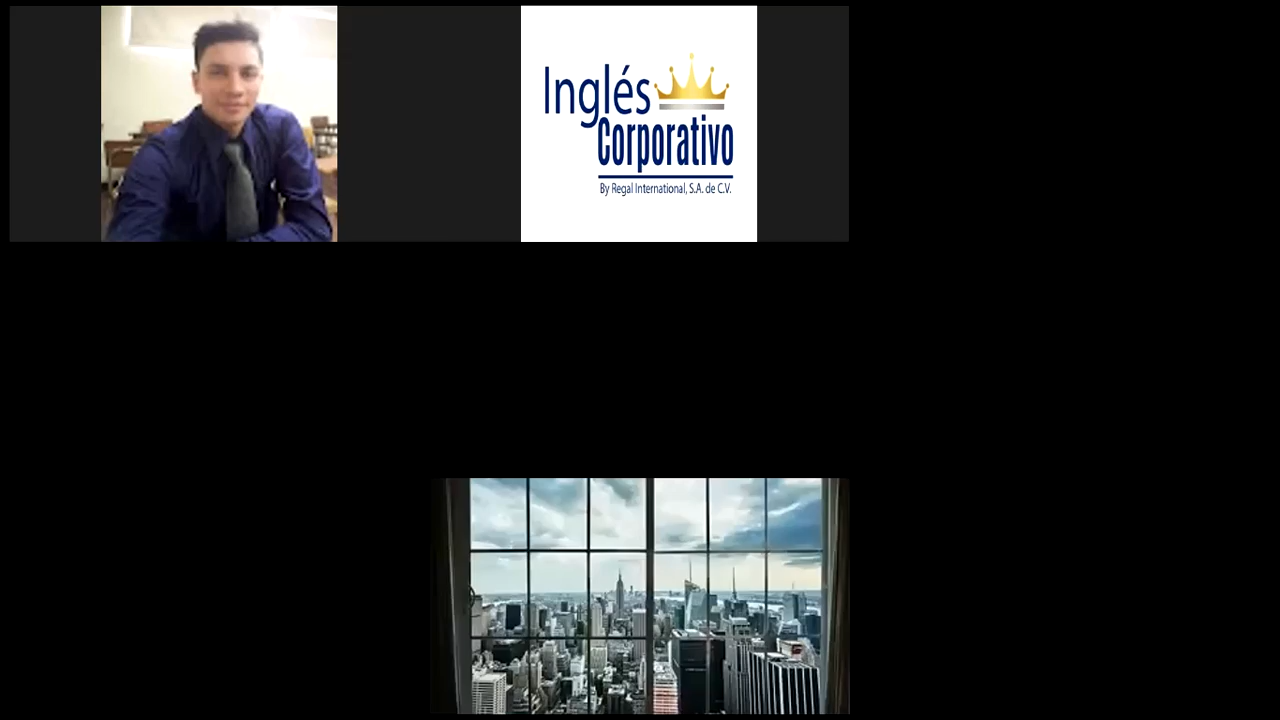 Inglés
Corporativo
By Regal International, S.A. de C.V.